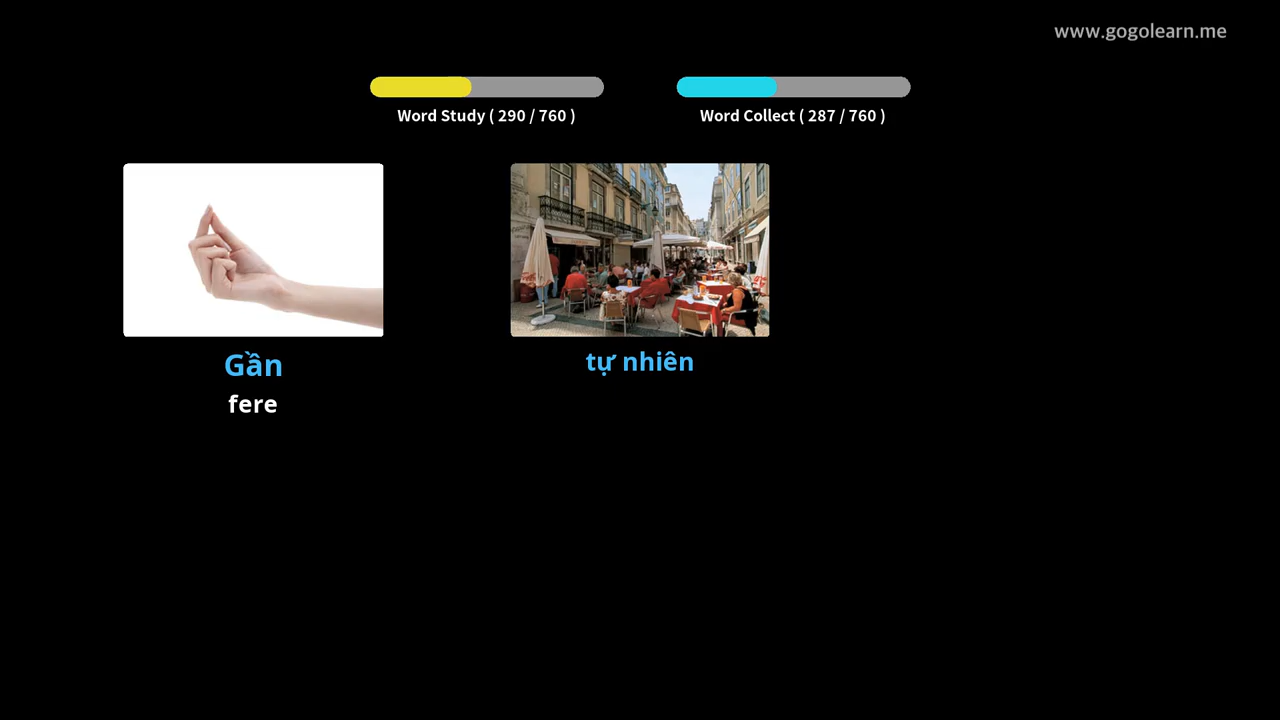 www.gogolearn.me
Word Study ( 290 / 760 )
Word Collect ( 287 / 760 )
Gần
fere
tự nhiên